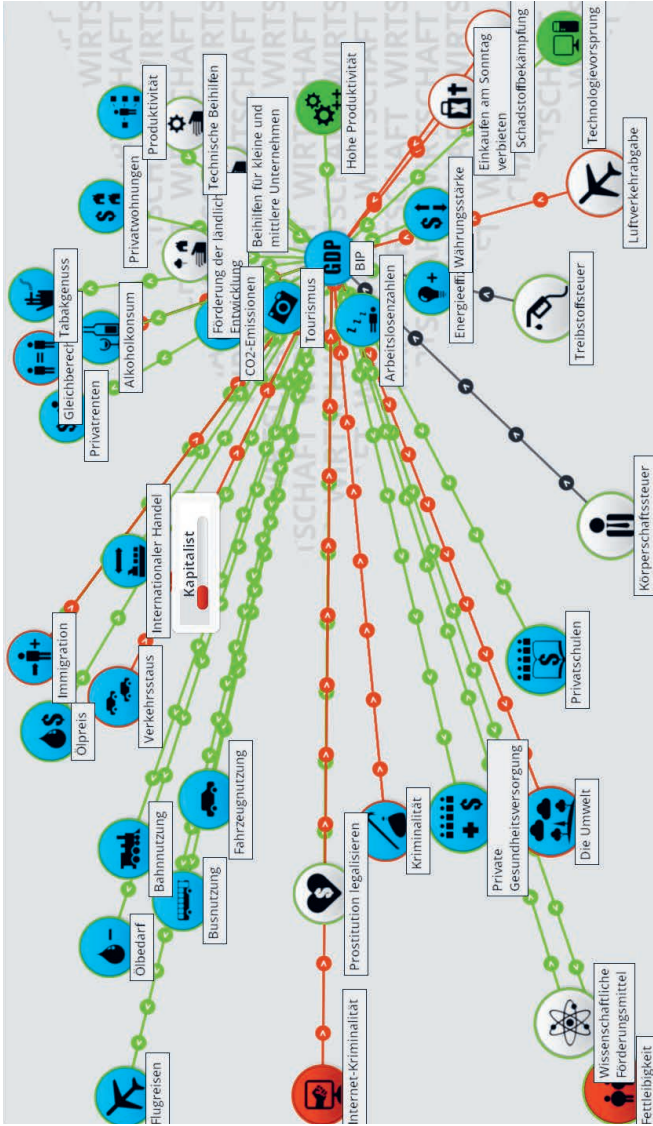 Immigration
Gleichberech
Tabakgenuss
Ölpreis
Privatrenten
Privatwohnungen
Produktivität
Alkoholkonsum
Verkehrsstaus
Flugreisen
Ölbedarf
Bahnnutzung
Internationaler Handel
Technische Beihilfen
Kapitalist
Förderung der ländlich
Entwicklung
Busnutzung
Fahrzeugnutzung
CO2-Emissionen
Beihilfen für kleine und
mittlere Unternehmen
Tourismus
GDP
BIP
Hohe Produktivität
Internet-Kriminalität
Prostitution legalisieren
Kriminalität
Arbeitslosenzahlen
Energieeffi
Währungsstärke
Einkaufen am Sonntag
verbieten
Schadstoffbekämpfung
Private
Gesundheitsversorgung
Privatschulen
Die Umwelt
Treibstoffsteuer
Technologievorsprung
Wissenschaftliche
Förderungsmittel
Fettleibigkeit
Körperschaftssteuer
Luftverkehrabgabe